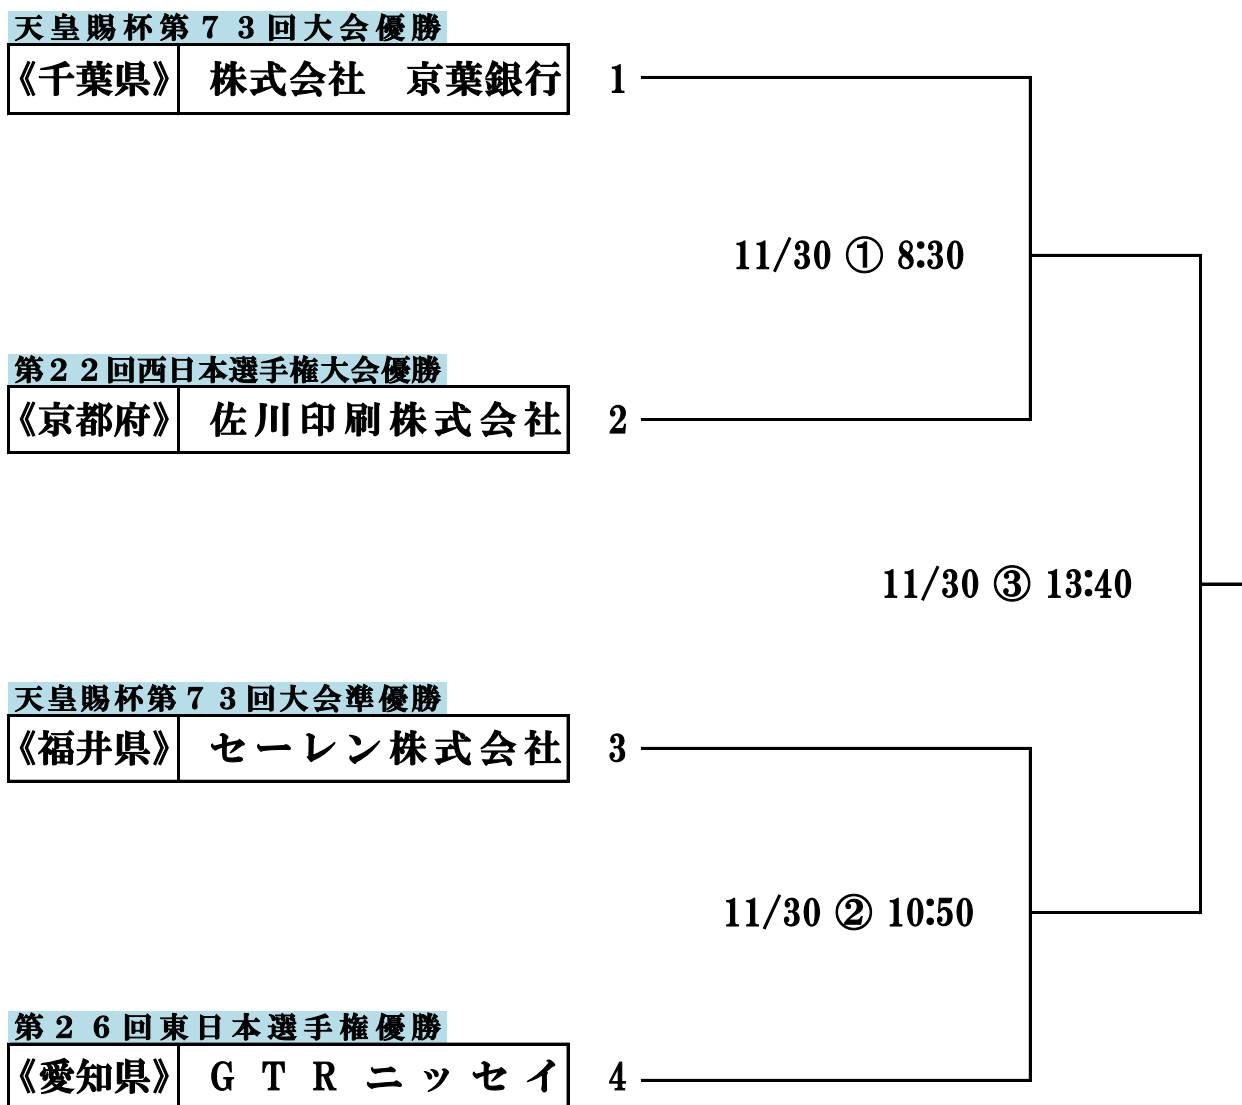 天皇賜杯第７３回大会優勝
《千葉県》 株式会社　京葉銀行 1
11/30 ① 8:30
第２２回西日本選手権大会優勝
《京都府》 佐川印刷株式会社 2
11/30 ③ 13:40
天皇賜杯第７３回大会準優勝
《福井県》 セーレン株式会社 3
11/30 ② 10:50
第２６回東日本選手権優勝
《愛知県》 ＧＴＲニッセイ 4